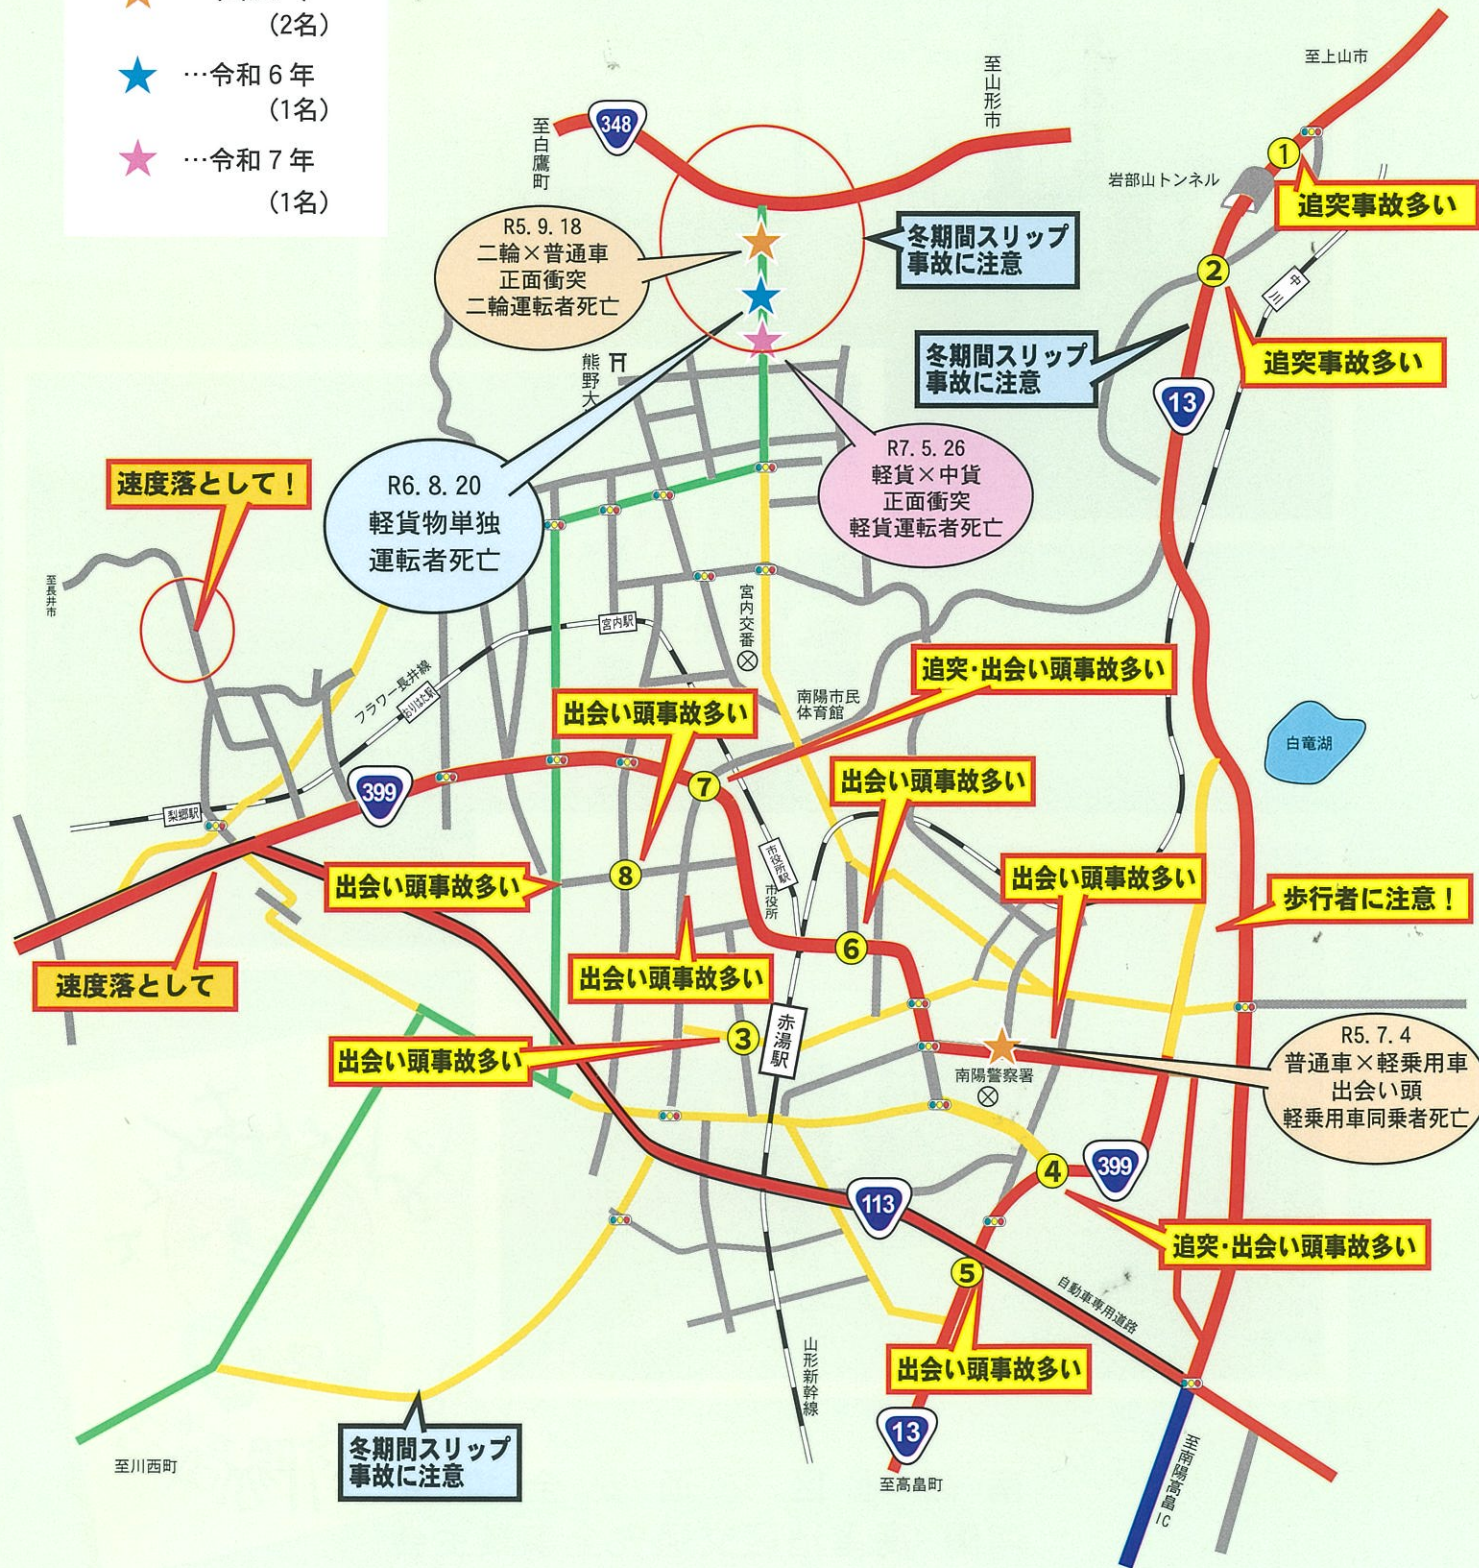 (2名)
…令和6年
(1名)
…令和7年
(1名)
至上山市
至山形市
348
至白鷹町
①
岩部山トンネル
追突事故多い
R5.9.18
二輪×普通車
正面衝突
二輪運転者死亡
冬期間スリップ
事故に注意
②
中川
冬期間スリップ
事故に注意
追突事故多い
熊野大
13
R7.5.26
軽貨×中貨
正面衝突
軽貨運転者死亡
速度落として！
R6.8.20
軽貨物単独
運転者死亡
至長井市
宮内交番
宮内駅
追突・出会い頭事故多い
フラワー長井線
おりはた駅
南陽市民
体育館
出会い頭事故多い
白竜湖
399
⑦
出会い頭事故多い
梨郷駅
市役所駅
市役所
⑧
出会い頭事故多い
出会い頭事故多い
歩行者に注意！
⑥
速度落として
出会い頭事故多い
赤湯駅
③
出会い頭事故多い
R5.7.4
普通車×軽乗用車
出会い頭
軽乗用車同乗者死亡
南陽警察署
④
399
113
追突・出会い頭事故多い
⑤
自動車専用道路
出会い頭事故多い
山形新幹線
13
冬期間スリップ
事故に注意
至川西町
至高畠町
至南陽高畠IC